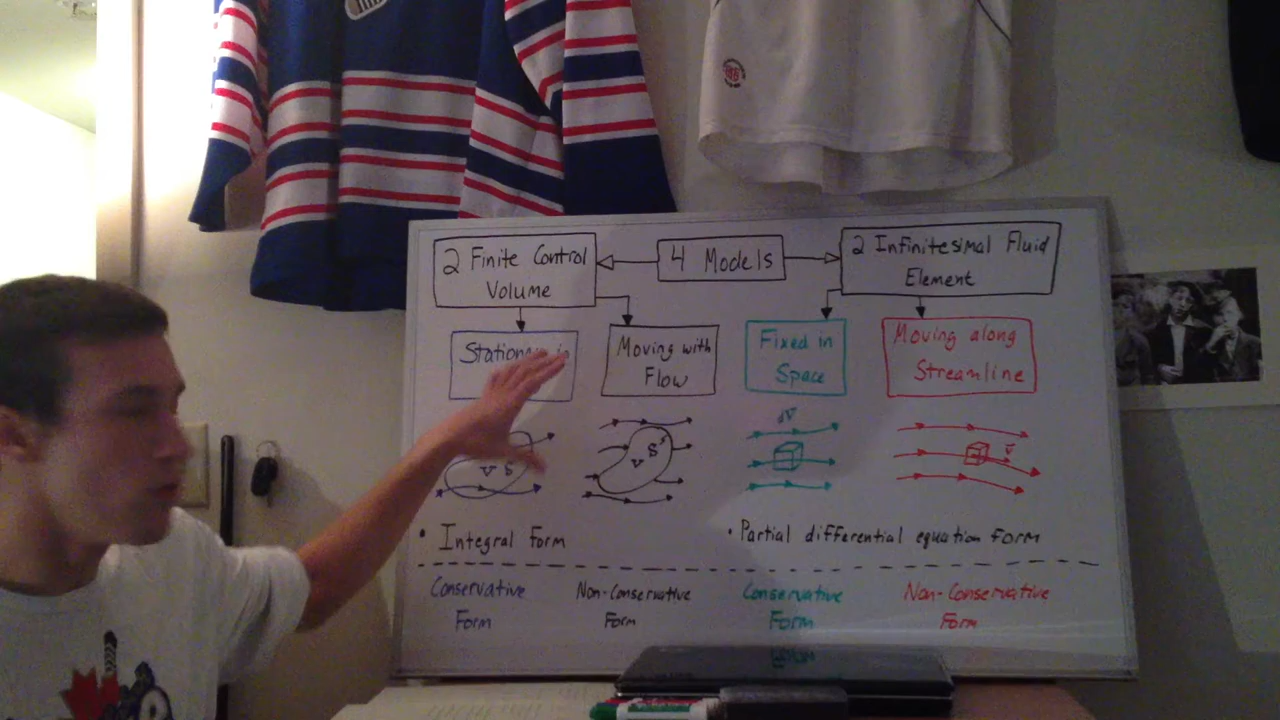 2 Finite Control
Volume
4 Models
2 Infinitesimal Fluid
Element
Moving with
Flow
Fixed in
Space
Moving along
Streamline
V S
V S
dV
V
• Integral Form
• Partial differential equation Form
Conservative
Form
Non-Conservative
Form
Conservative
Form
Non-Conservative
Form